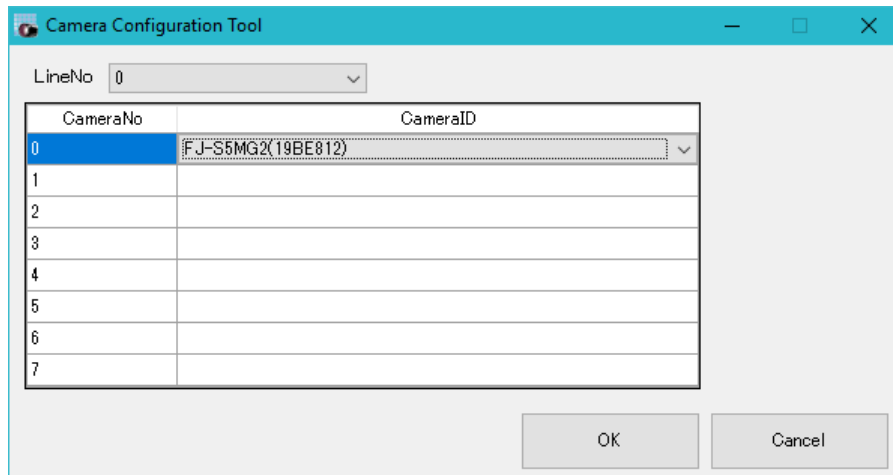 Camera Configuration Tool
LineNo 0
CameraNo CameraID
0 FJ-S5MG2(19BE812)
1
2
3
4
5
6
7
OK Cancel